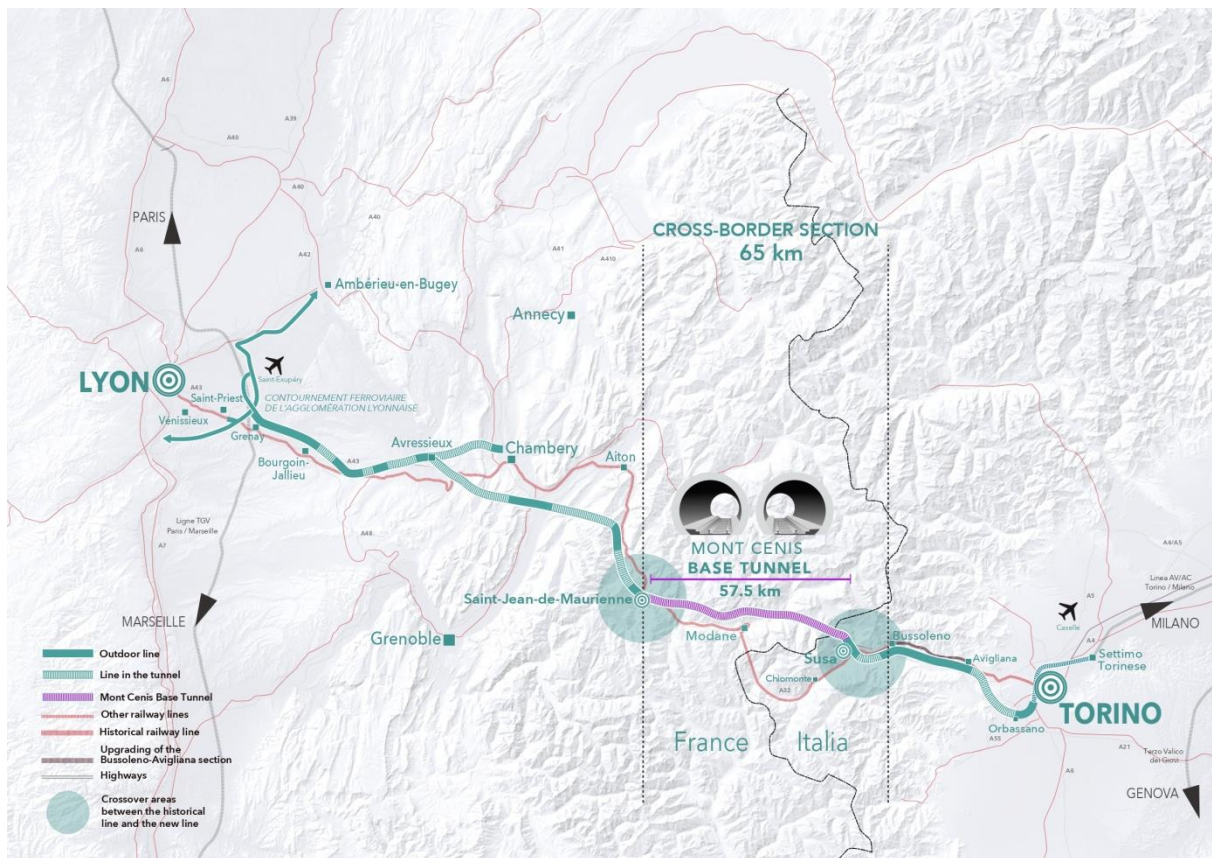 A6
A39
A40
A40
A40
A42
A41
A410
PARIS
A6
CROSS-BORDER SECTION
65 km
Ambérieu-en-Bugey
Annecy
LYON
A43
Saint-Exupéry
CONTOURNEMENT FERROVIAIRE
DE L'AGGLOMÉRATION LYONNAISE
Saint-Priest
Vénissieux
Grenay
Bourgoin-
Jallieu
A43
Avressieux
Chambery
Aiton
Ligne TGV
Paris / Marseille
A7
A48
MONT CENIS
BASE TUNNEL
57.5 km
Saint-Jean-de-Maurienne
Modane
Susa
Bussoleno
Chiomonte
A32
Avigliana
A4/A5
Linea AV/AC
Torino / Milano
A5
Caselle
MILANO
A4
Settimo
Torinese
TORINO
Orbassano
A55
A21
Terzo Valico
dei Giovi
A6
GENOVA
MARSEILLE
Grenoble
France
Italia
Outdoor line
Line in the tunnel
Mont Cenis Base Tunnel
Other railway lines
Historical railway line
Upgrading of the
Bussoleno-Avigliana section
Highways
Crossover areas
between the historical
line and the new line